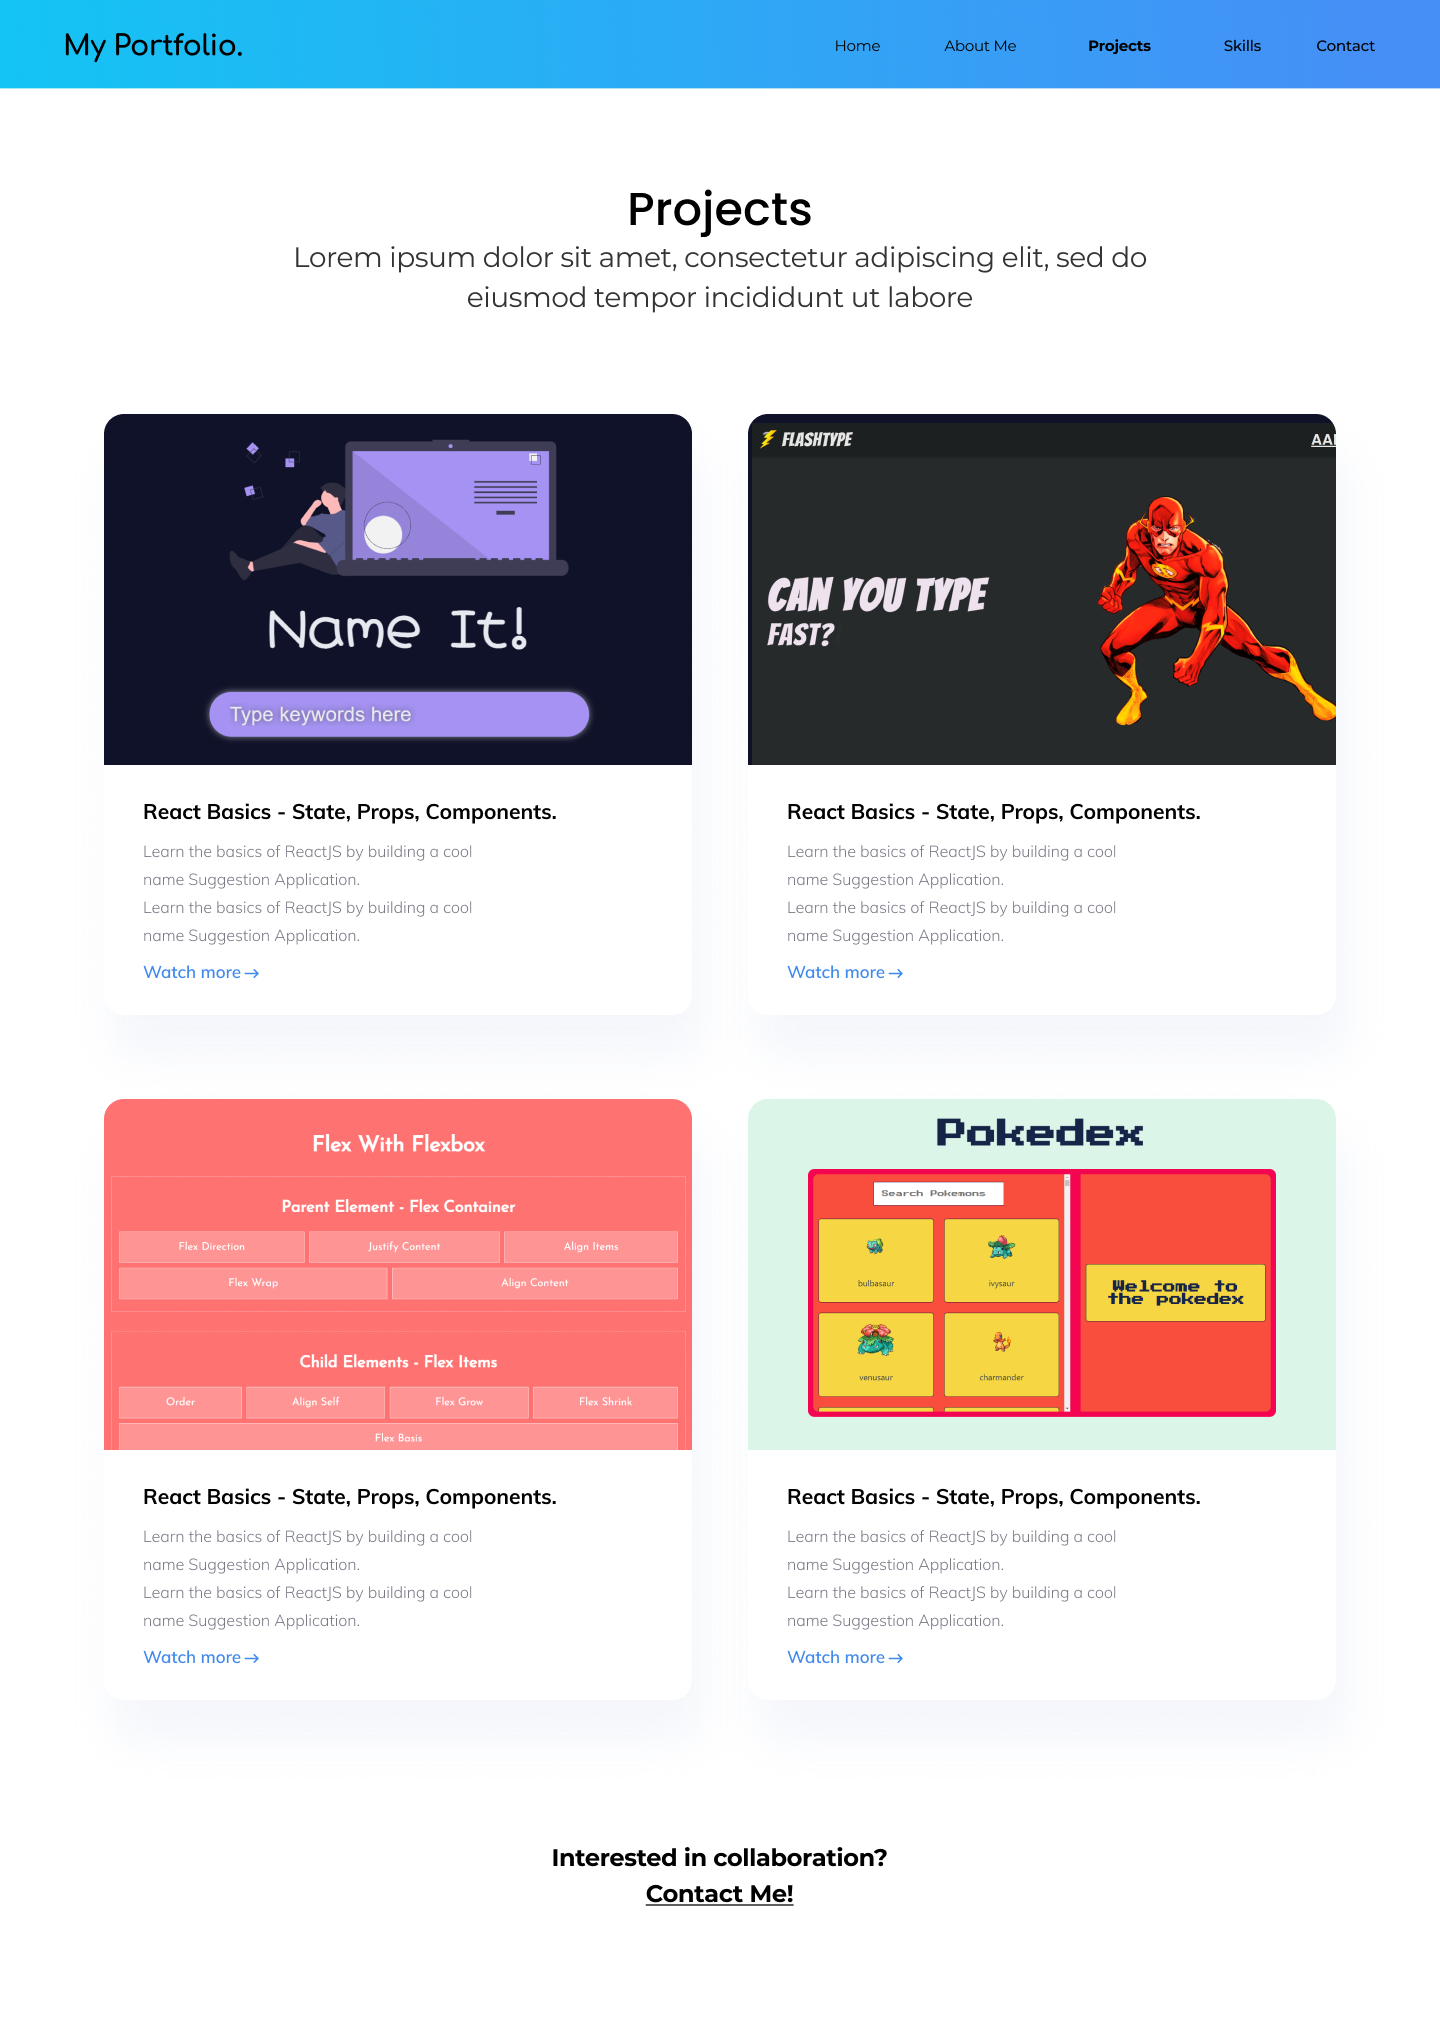 My Portfolio.
Home About Me Projects Skills Contact
Projects
Lorem ipsum dolor sit amet, consectetur adipiscing elit, sed do
eiusmod tempor incididunt ut labore
Name It!
Type keywords here
React Basics - State, Props, Components.
Learn the basics of ReactJS by building a cool
name Suggestion Application.
Learn the basics of ReactJS by building a cool
name Suggestion Application.
Watch more →
FLASHTYPE
CAN YOU TYPE
FAST?
React Basics - State, Props, Components.
Learn the basics of ReactJS by building a cool
name Suggestion Application.
Learn the basics of ReactJS by building a cool
name Suggestion Application.
Watch more →
Flex With Flexbox
Parent Element - Flex Container
Flex Direction Justify Content Align Items
Flex Wrap Align Content
Child Elements - Flex Items
Order Align Self Flex Grow Flex Shrink
Flex Basis
React Basics - State, Props, Components.
Learn the basics of ReactJS by building a cool
name Suggestion Application.
Learn the basics of ReactJS by building a cool
name Suggestion Application.
Watch more →
Pokedex
Search Pokemons
bulbasaur ivysaur
venusaur charmander
Welcome to
the pokedex
React Basics - State, Props, Components.
Learn the basics of ReactJS by building a cool
name Suggestion Application.
Learn the basics of ReactJS by building a cool
name Suggestion Application.
Watch more →
Interested in collaboration?
Contact Me!